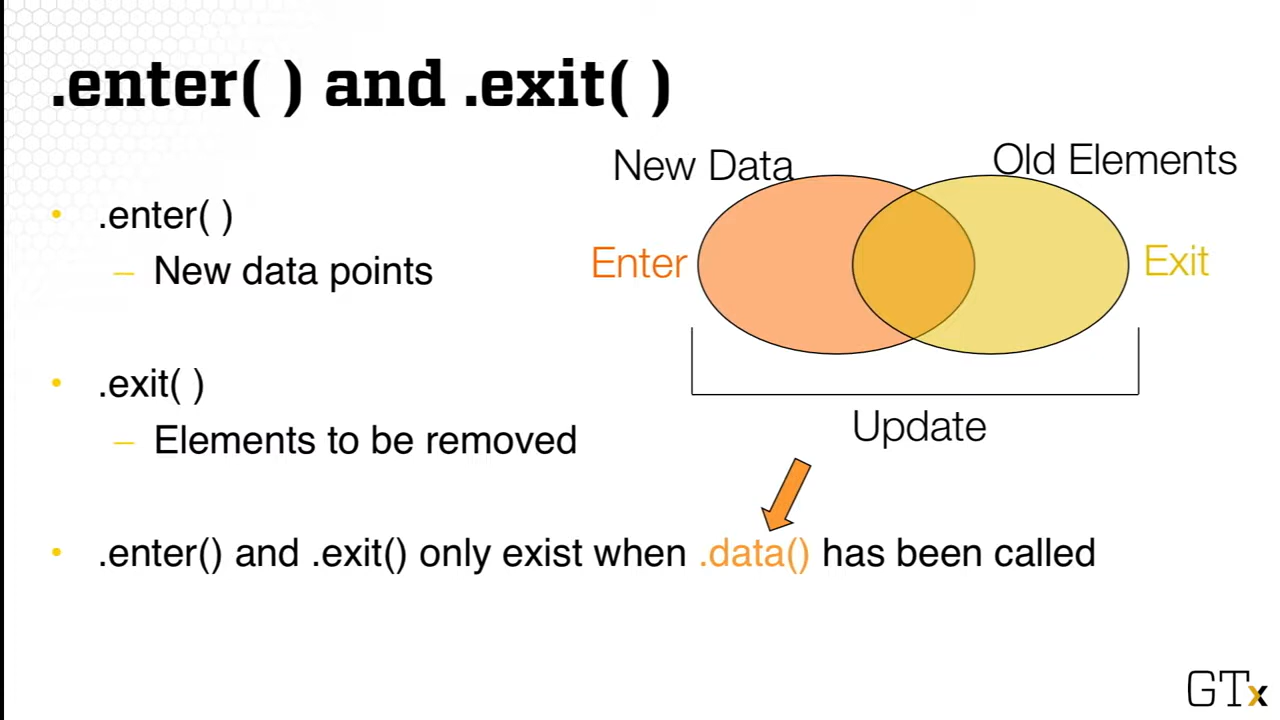 .enter( ) and .exit( )
• .enter( )
– New data points
• .exit( )
– Elements to be removed
• .enter() and .exit() only exist when .data() has been called
New Data
Old Elements
Enter
Exit
Update
GTx